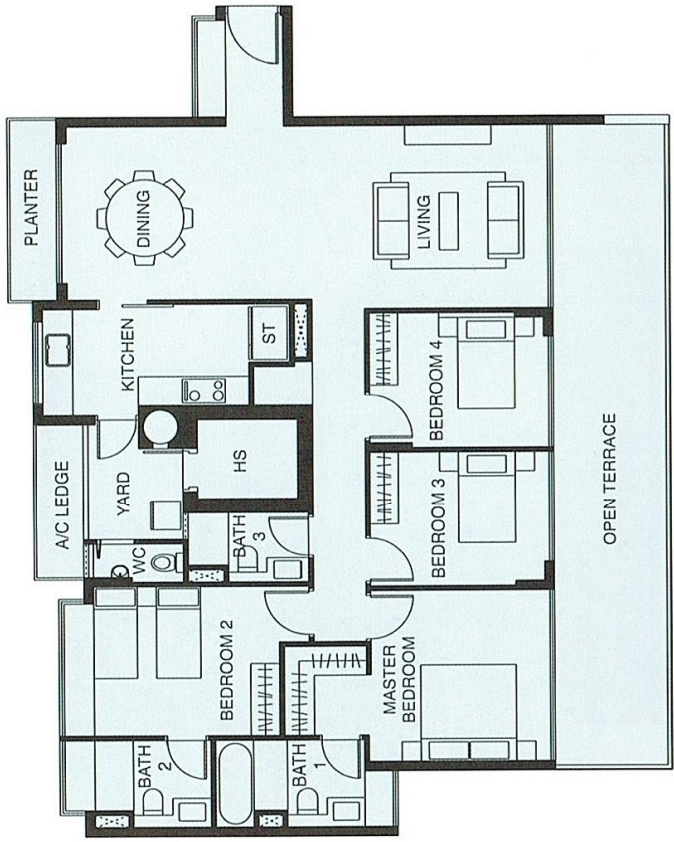 PLANTER
DINING
LIVING
KITCHEN
ST
BEDROOM 4
A/C LEDGE
YARD
HS
BEDROOM 3
OPEN TERRACE
WC
BATH
3
BEDROOM 2
MASTER
BEDROOM
BATH
2
BATH
1